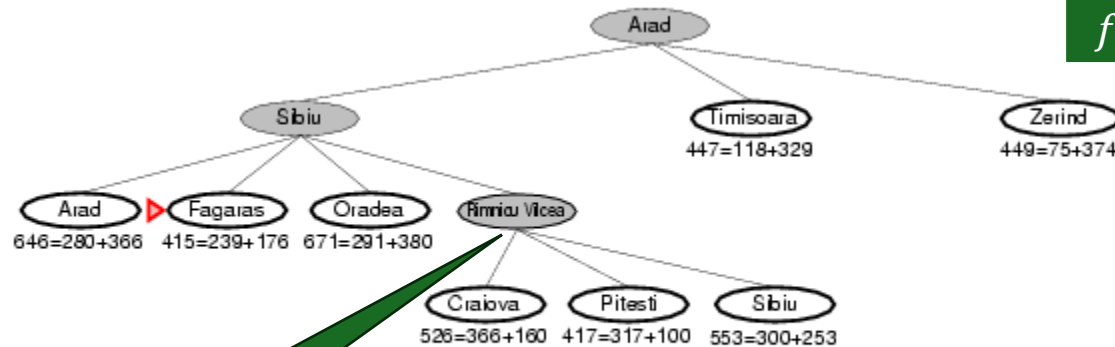 Arad
f
Sibiu
Timisoara
Zerind
447=118+329
449=75+374
Arad
Fagaras
Oradea
Rimnicu Vilcea
646=280+366
415=239+176
671=291+380
Craiova
Pitesti
Sibiu
526=366+160
417=317+100
553=300+253